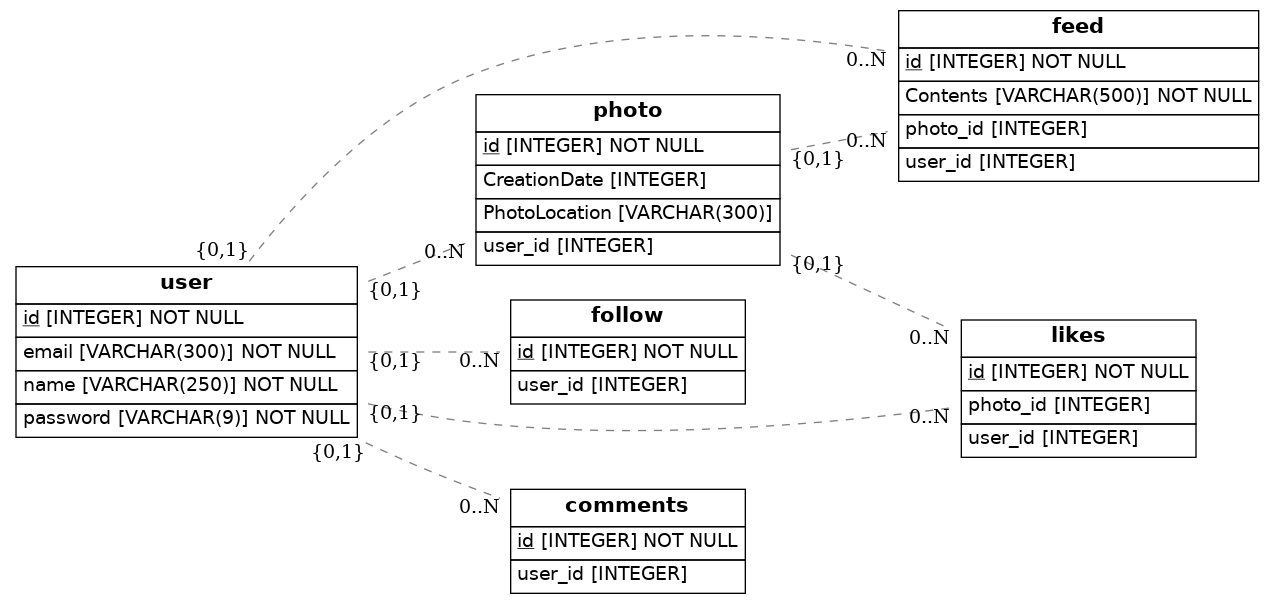 feed
id [INTEGER] NOT NULL
Contents [VARCHAR(500)] NOT NULL
photo_id [INTEGER]
user_id [INTEGER]
0..N
0..N
photo
id [INTEGER] NOT NULL
CreationDate [INTEGER]
PhotoLocation [VARCHAR(300)]
user_id [INTEGER]
{0,1}
{0,1}
0..N
{0,1}
{0,1}
user
id [INTEGER] NOT NULL
email [VARCHAR(300)] NOT NULL
name [VARCHAR(250)] NOT NULL
password [VARCHAR(9)] NOT NULL
{0,1}
{0,1}
{0,1}
follow
id [INTEGER] NOT NULL
user_id [INTEGER]
0..N
likes
id [INTEGER] NOT NULL
photo_id [INTEGER]
user_id [INTEGER]
0..N
0..N
comments
id [INTEGER] NOT NULL
user_id [INTEGER]
0..N